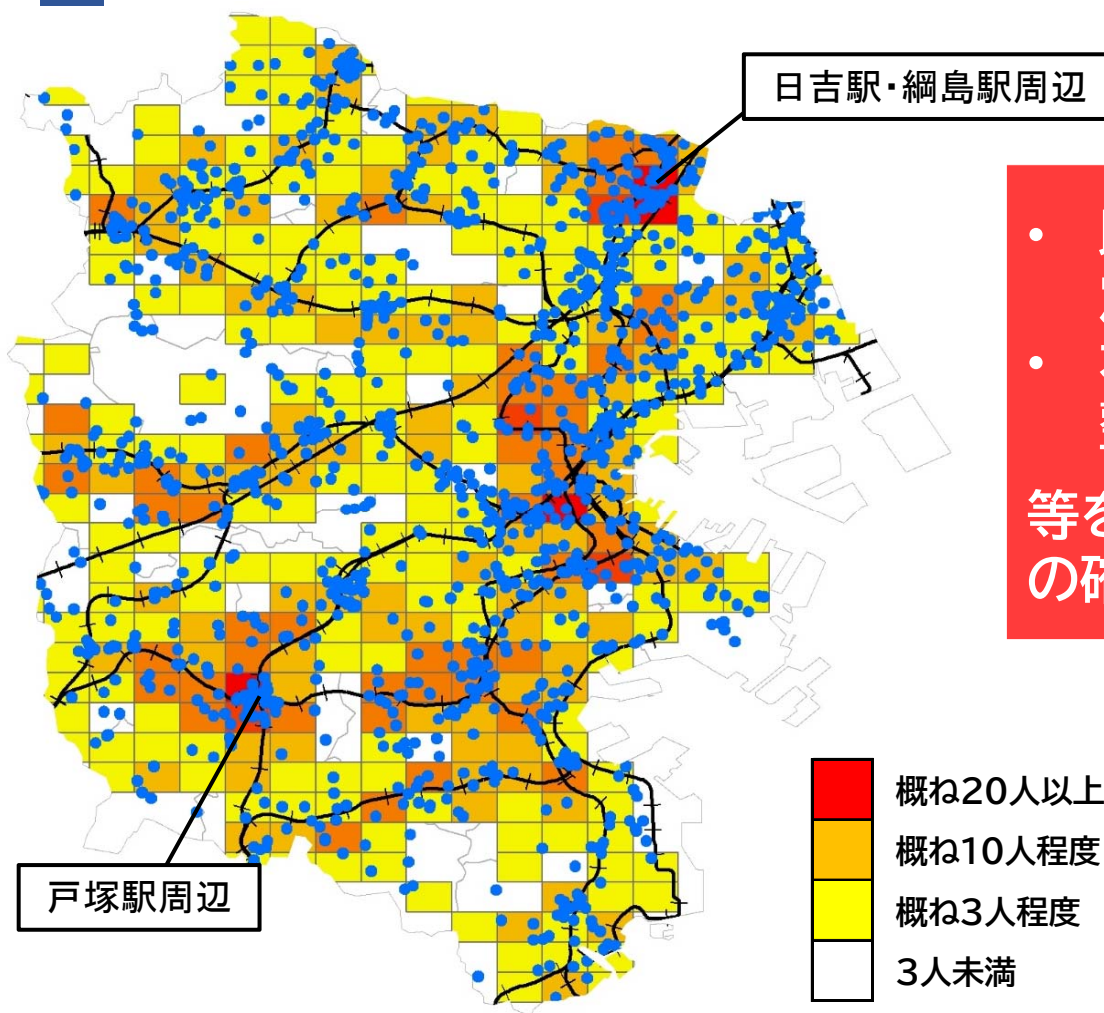 日吉駅・綱島駅周辺
•
•
等を
の確
戸塚駅周辺
概ね20人以上
概ね10人程度
概ね3人程度
3人未満